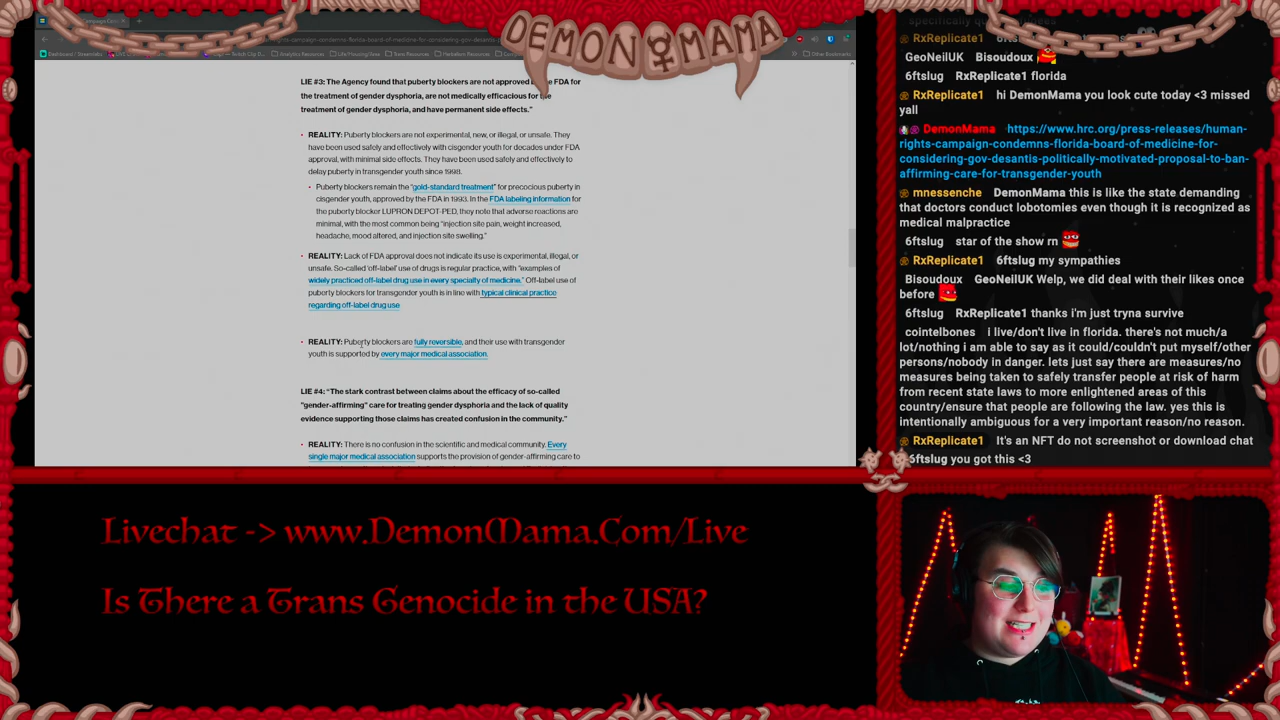 DEMON MAMA
LIE #3: The Agency found that puberty blockers are not approved FDA for
the treatment of gender dysphoria, are not medically efficacious for the
treatment of gender dysphoria, and have permanent side effects."
REALITY: Puberty blockers are not experimental, new, or illegal, or unsafe. They
have been used safely and effectively with cisgender youth for decades under FDA
approval, with minimal side effects. They have been used safely and effectively to
delay puberty in transgender youth since 1998.
Puberty blockers remain the "gold-standard treatment" for precocious puberty in
cisgender youth, approved by the FDA in 1993. In the FDA labeling information for
the puberty blocker LUPRON DEPOT-PED, they note that adverse reactions are
minimal, with the most common being "injection site pain, weight increased,
headache, mood altered, and injection site swelling."
REALITY: Lack of FDA approval does not indicate its use is experimental, illegal, or
unsafe. So-called 'off-label' use of drugs is regular practice, with "examples of
widely practiced off-label drug use in every specialty of medicine." Off-label use of
puberty blockers for transgender youth is in line with typical clinical practice
regarding off-label drug use
REALITY: Puberty blockers are fully reversible, and their use with transgender
youth is supported by every major medical association.
LIE #4: "The stark contrast between claims about the efficacy of so-called
"gender-affirming" care for treating gender dysphoria and the lack of quality
evidence supporting those claims has created confusion in the community."
REALITY: There is no confusion in the scientific and medical community. Every
single major medical association supports the provision of gender-affirming care to
GeoNeilUK Bisoudoux
6ftslug RxReplicate1 florida
RxReplicate1 hi DemonMama you look cute today <3 missed
yall
DemonMama https://www.hrc.org/press-releases/human-
rights-campaign-condemns-florida-board-of-medicine-for-
considering-gov-desantis-politically-motivated-proposal-to-ban-
affirming-care-for-transgender-youth
mnessenche DemonMama this is like the state demanding
that doctors conduct lobotomies even though it is recognized as
medical malpractice
6ftslug star of the show rn
RxReplicate1 6ftslug my sympathies
Bisoudoux GeoNeilUK Welp, we did deal with their likes once
before
6ftslug RxReplicate1 thanks i'm just tryna survive
cointelbones i live/don't live in florida. there's not much/a
lot/nothing i am able to say as it could/couldn't put myself/other
persons/nobody in danger. lets just say there are measures/no
measures being taken to safely transfer people at risk of harm
from recent state laws to more enlightened areas of this
country/ensure that people are following the law. yes this is
intentionally ambiguous for a very important reason/no reason.
RxReplicate1 It's an NFT do not screenshot or download chat
6ftslug you got this <3
Livechat -> www.DemonMama.Com/Live
Is There a Trans Genocide in the USA?